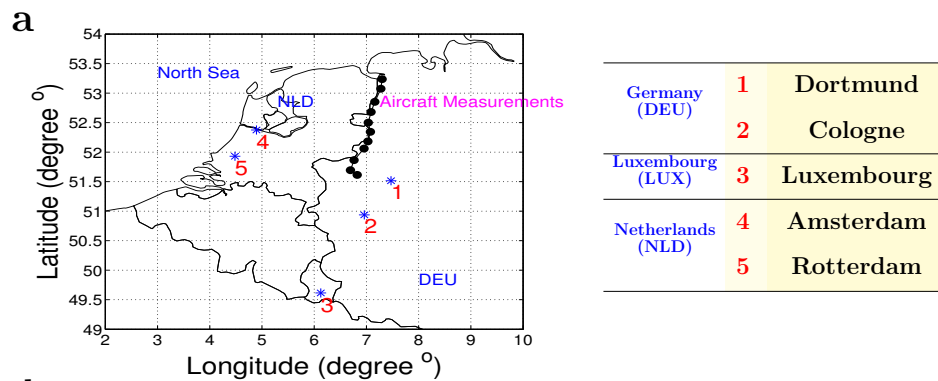 a
54
53.5
53
52.5
52
51.5
51
50.5
50
49.5
49
Latitude (degree °)
North Sea
NLD
Aircraft Measurements
4
5
1
2
3
DEU
2 3 4 5 6 7 8 9 10
Longitude (degree °)
Germany
(DEU)
1 Dortmund
2 Cologne
Luxembourg
(LUX)
3 Luxembourg
Netherlands
(NLD)
4 Amsterdam
5 Rotterdam